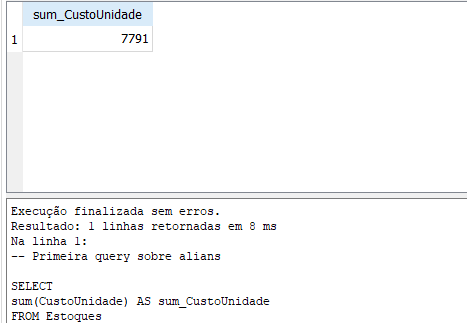 sum_CustoUnidade
1 7791
Execução finalizada sem erros.
Resultado: 1 linhas retornadas em 8 ms
Na linha 1:
-- Primeira query sobre alians
SELECT
sum(CustoUnidade) AS sum_CustoUnidade
FROM Estoques